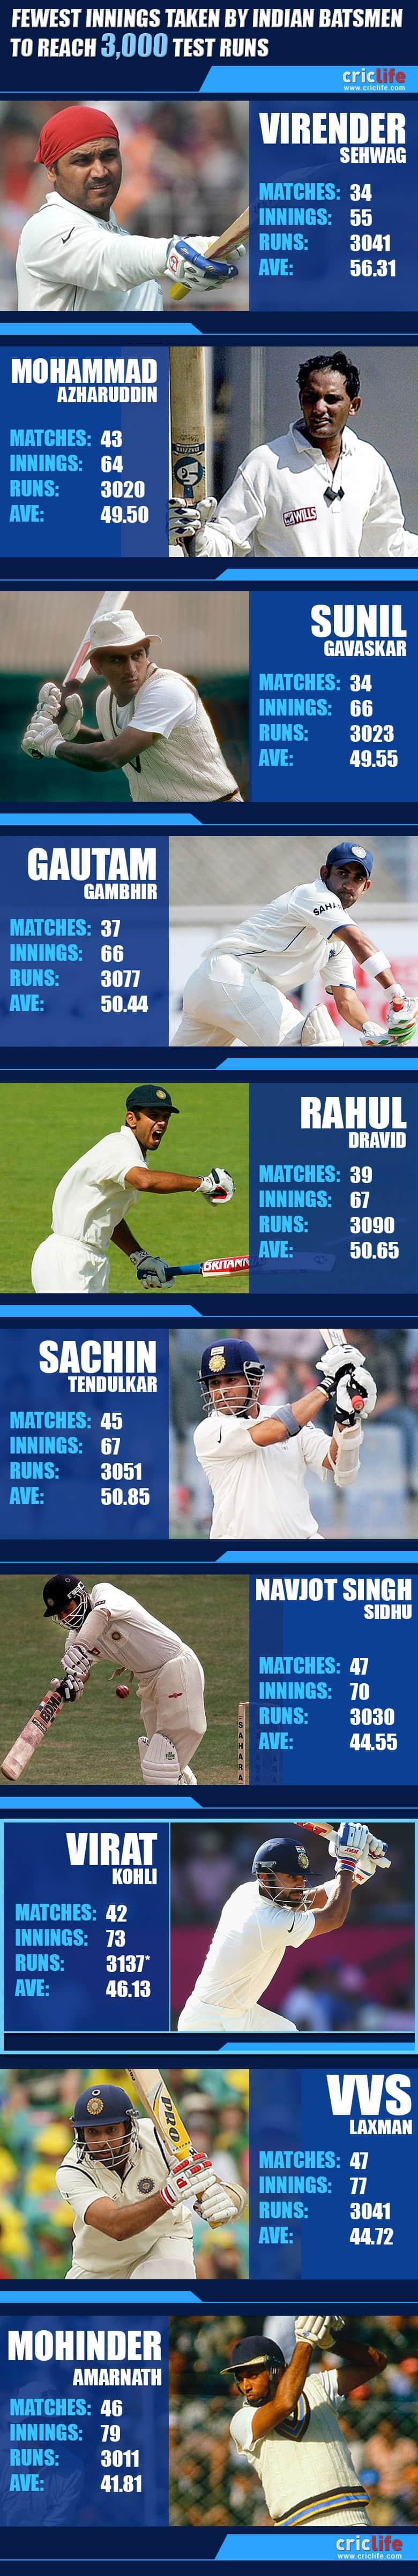 FEWEST INNINGS TAKEN BY INDIAN BATSMEN
TO REACH 3,000 TEST RUNS
criclife
www.criclife.com
VIRENDER
SEHWAG
MATCHES: 34
INNINGS: 55
RUNS: 3041
AVE: 56.31
MOHAMMAD
AZHARUDDIN
MATCHES: 43
INNINGS: 64
RUNS: 3020
AVE: 49.50
WILLS
SUNIL
GAVASKAR
MATCHES: 34
INNINGS: 66
RUNS: 3023
AVE: 49.55
GAUTAM
GAMBHIR
MATCHES: 37
INNINGS: 66
RUNS: 3077
AVE: 50.44
SAHA
RAHUL
DRAVID
MATCHES: 39
INNINGS: 67
RUNS: 3090
AVE: 50.65
BRITANN
SACHIN
TENDULKAR
MATCHES: 45
INNINGS: 67
RUNS: 3051
AVE: 50.85
NAVJOT SINGH
SIDHU
MATCHES: 47
INNINGS: 70
RUNS: 3030
AVE: 44.55
BDM
SAHARA
VIRAT
KOHLI
MATCHES: 42
INNINGS: 73
RUNS: 3137*
AVE: 46.13
VVS
LAXMAN
MATCHES: 47
INNINGS: 77
RUNS: 3041
AVE: 44.72
PRO
MOHINDER
AMARNATH
MATCHES: 46
INNINGS: 79
RUNS: 3011
AVE: 41.81
criclife
www.criclife.com